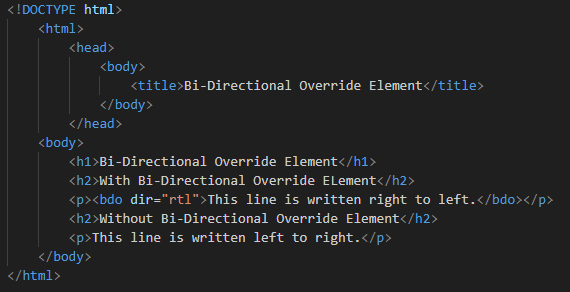 <!DOCTYPE html>
<html>
<head>
<body>
<title>Bi-Directional Override Element</title>
</body>
</head>
<body>
<h1>Bi-Directional Override Element</h1>
<h2>With Bi-Directional Override ELement</h2>
<p><bdo dir="rtl">This line is written right to left.</bdo></p>
<h2>Without Bi-Directional Override Element</h2>
<p>This line is written left to right.</p>
</body>
</html>